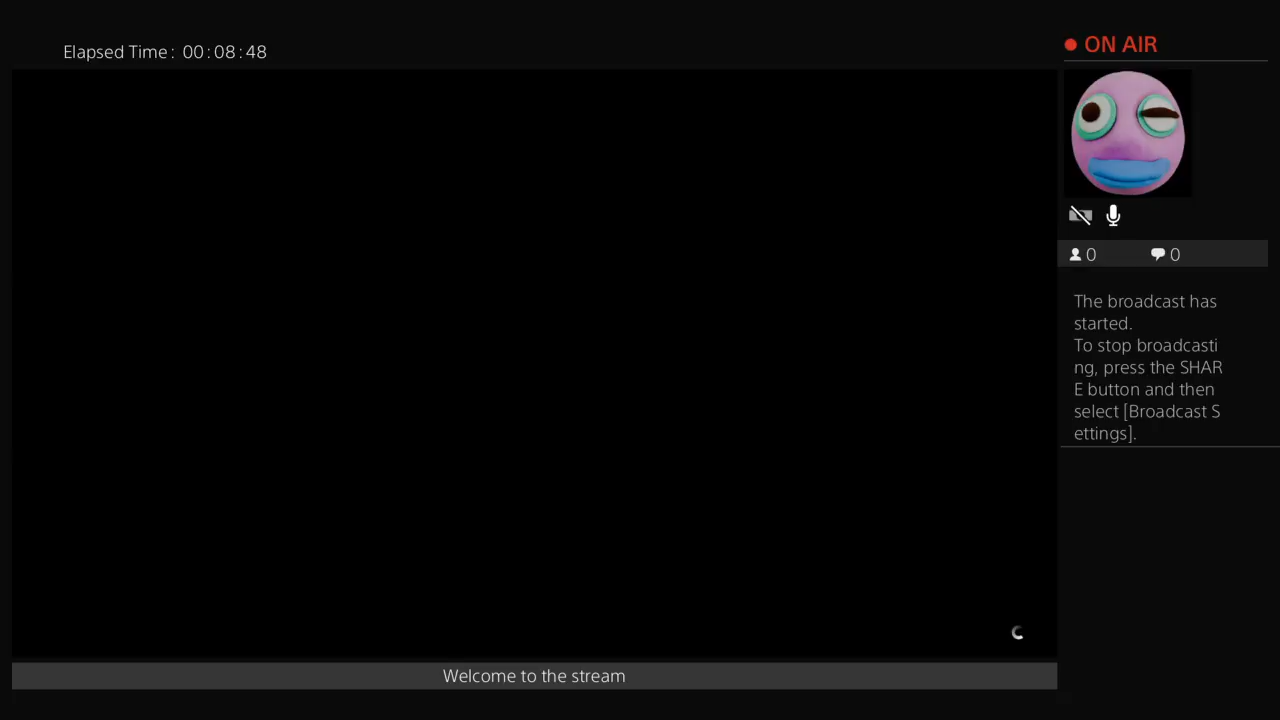 Elapsed Time: 00:08:48
ON AIR
0
0
The broadcast has
started.
To stop broadcasti
ng, press the SHAR
E button and then
select [Broadcast S
ettings].
Welcome to the stream